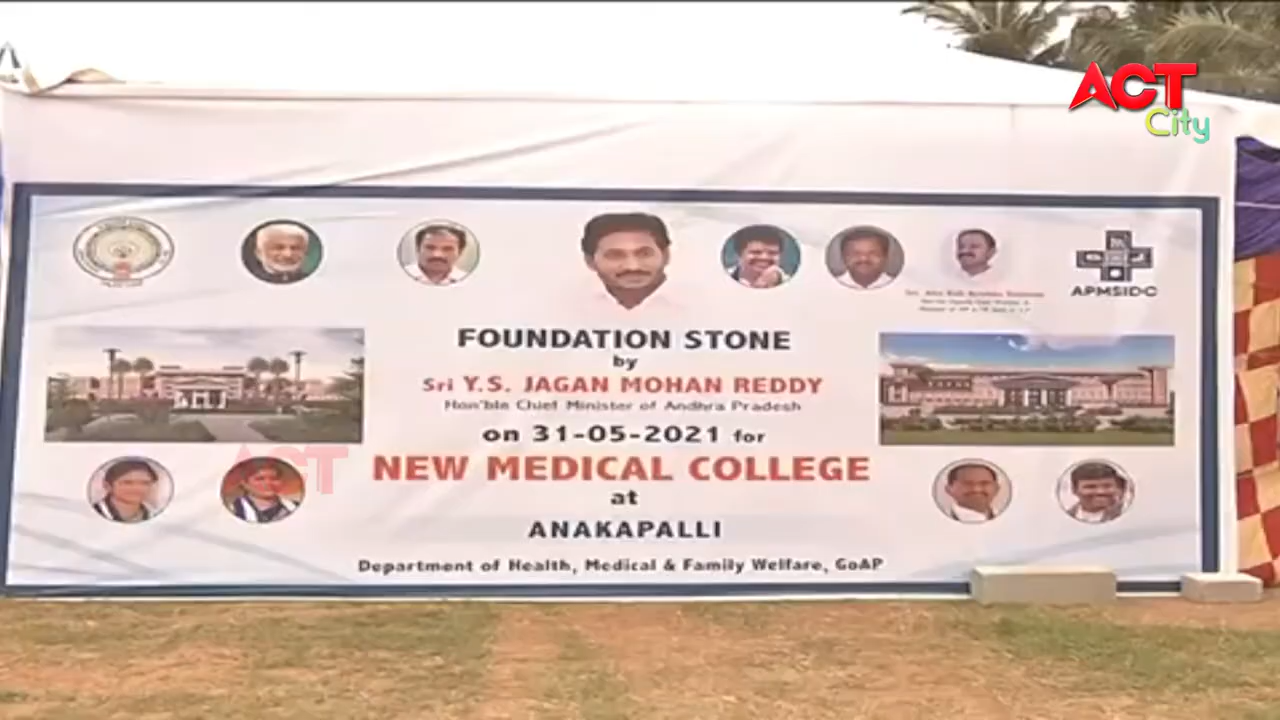 ACT
City
APMSIDC
FOUNDATION STONE
by
Sri Y.S. JAGAN MOHAN REDDY
Hon'ble Chief Minister of Andhra Pradesh
on 31-05-2021 for
ACT
NEW MEDICAL COLLEGE
at
ANAKAPALLI
Department of Health, Medical & Family Welfare, GoAP